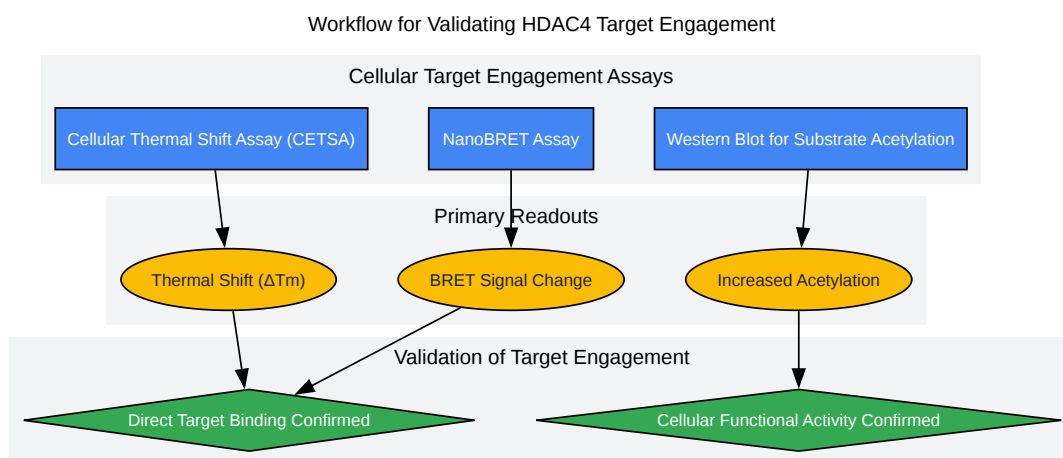 Workflow for Validating HDAC4 Target Engagement
Cellular Target Engagement Assays
Cellular Thermal Shift Assay (CETSA)
NanoBRET Assay
Western Blot for Substrate Acetylation
Primary Readouts
Thermal Shift (ΔTm)
BRET Signal Change
Increased Acetylation
Validation of Target Engagement
Direct Target Binding Confirmed
Cellular Functional Activity Confirmed